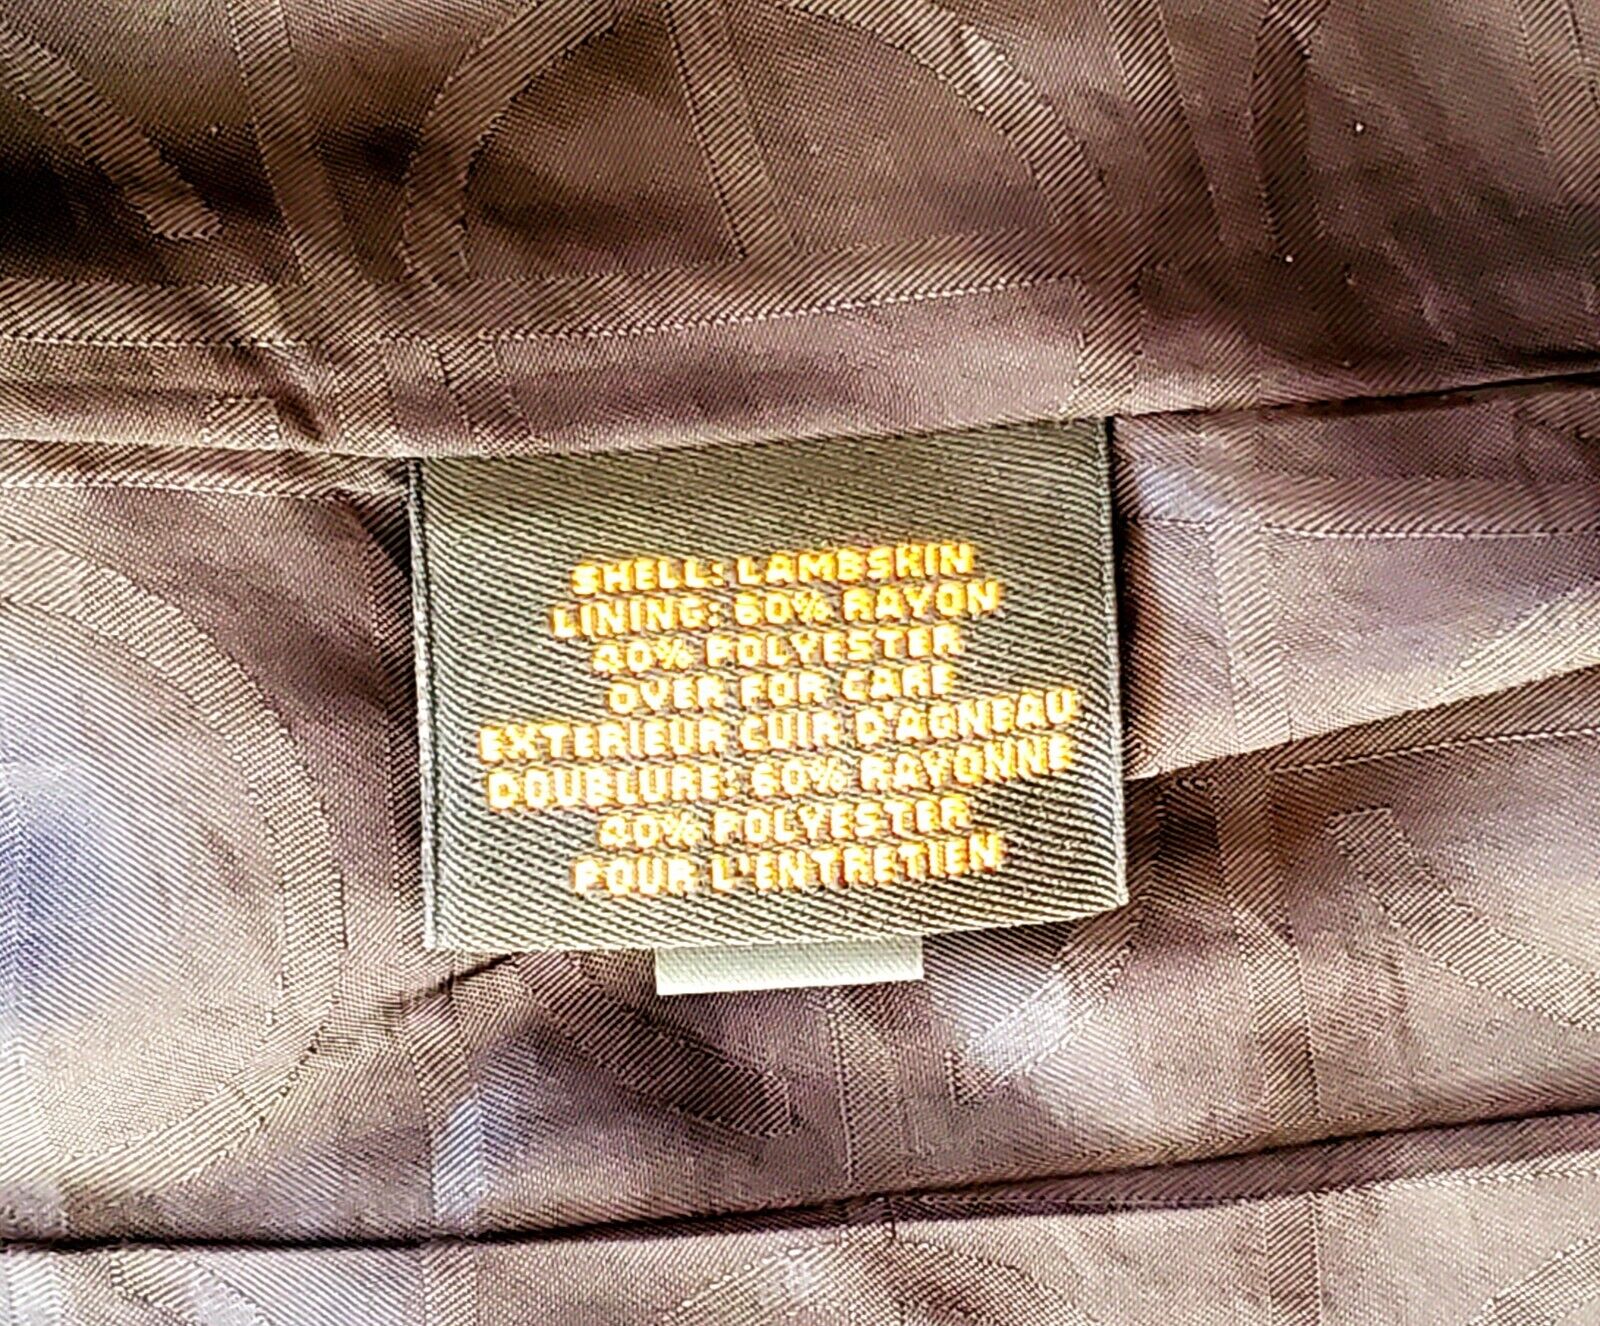 SHELL: LAMBSKIN
LINING: 60% RAYON
40% POLYESTER
OVER FOR CARE
EXTERIEUR CUIR D'AGNEAU
DOUBLURE: 60% RAYONNE
40% POLYESTER
POUR L'ENTRETIEN